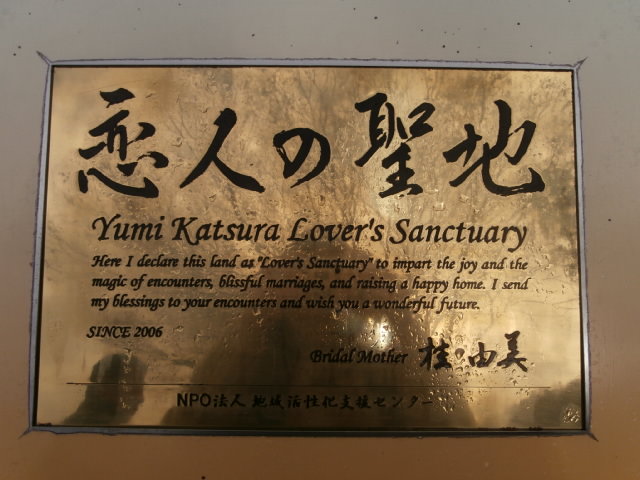 恋人の聖地
Yumi Katsura Lover's Sanctuary
Here I declare this land as "Lover's Sanctuary" to impart the joy and the
magic of encounters, blissful marriages, and raising a happy home. I send
my blessings to your encounters and wish you a wonderful future.
SINCE 2006
Bridal Mother 桂由美
NPO法人 地域活性化支援センター